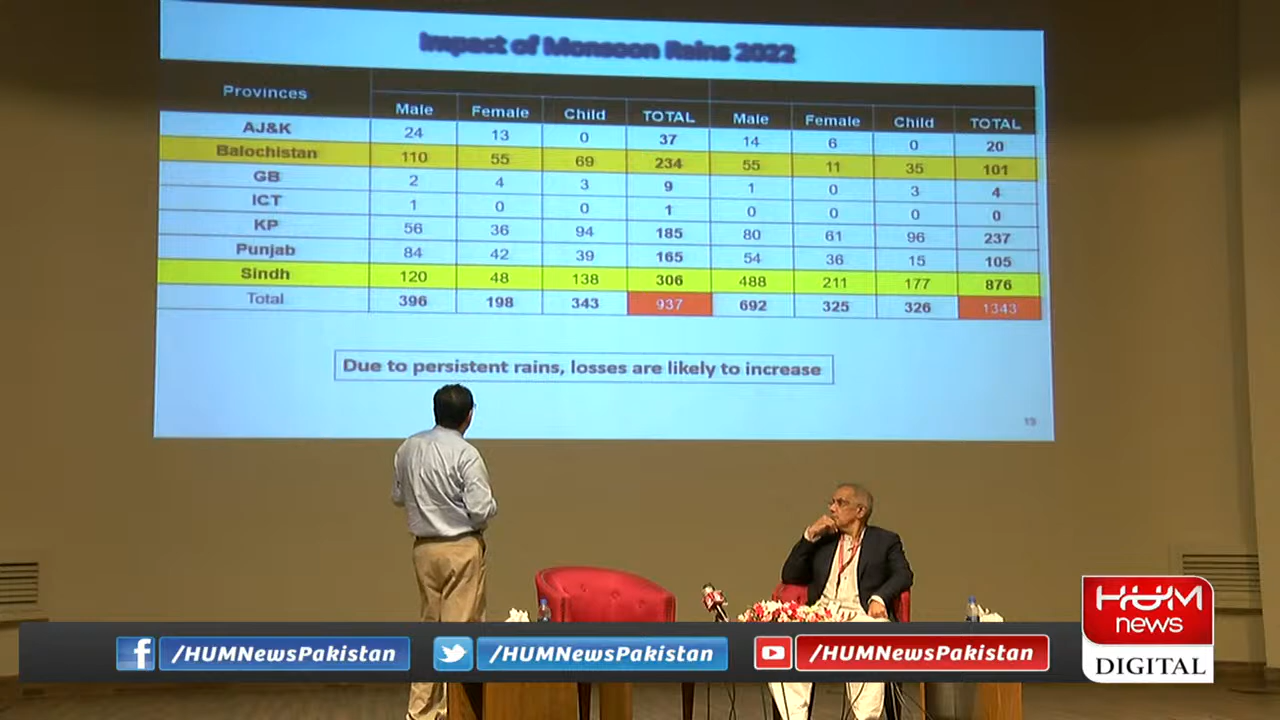 Impact of Monsoon Rains 2022
Provinces
Male Female Child TOTAL Male Female Child TOTAL
AJ&K 24 13 0 37 14 6 0 20
Balochistan 110 55 69 234 55 11 35 101
GB 2 4 3 9 1 0 3 4
ICT 1 0 0 1 0 0 0 0
KP 56 36 94 185 80 61 96 237
Punjab 84 42 39 165 54 36 15 105
Sindh 120 48 138 306 488 211 177 876
Total 396 198 343 937 692 325 326 1343
Due to persistent rains, losses are likely to increase
19
/HUMNewsPakistan /HUMNewsPakistan /HUMNewsPakistan
HUM
news
DIGITAL